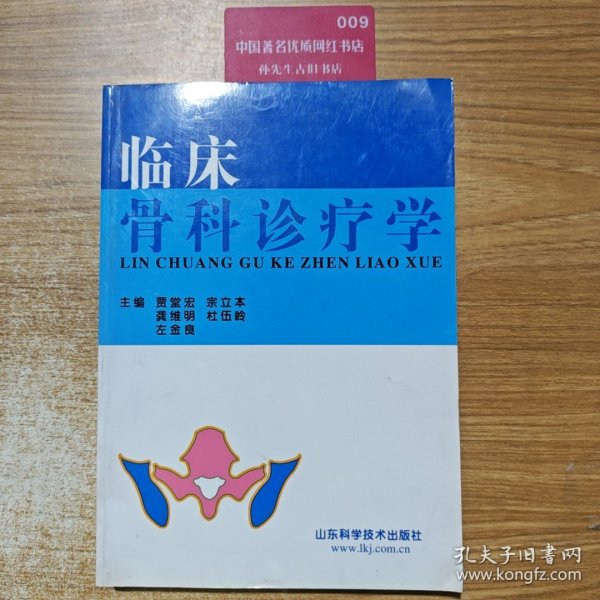 009
中国著名优质网红书店
孙先生古旧书店
临床
骨科诊疗学
LIN CHUANG GU KE ZHEN LIAO XUE
主编 贾堂宏 宗立本
龚维明 杜伍岭
左金良
山东科学技术出版社
www.lkj.com.cn
孔夫子旧书网
www.kongfz.com